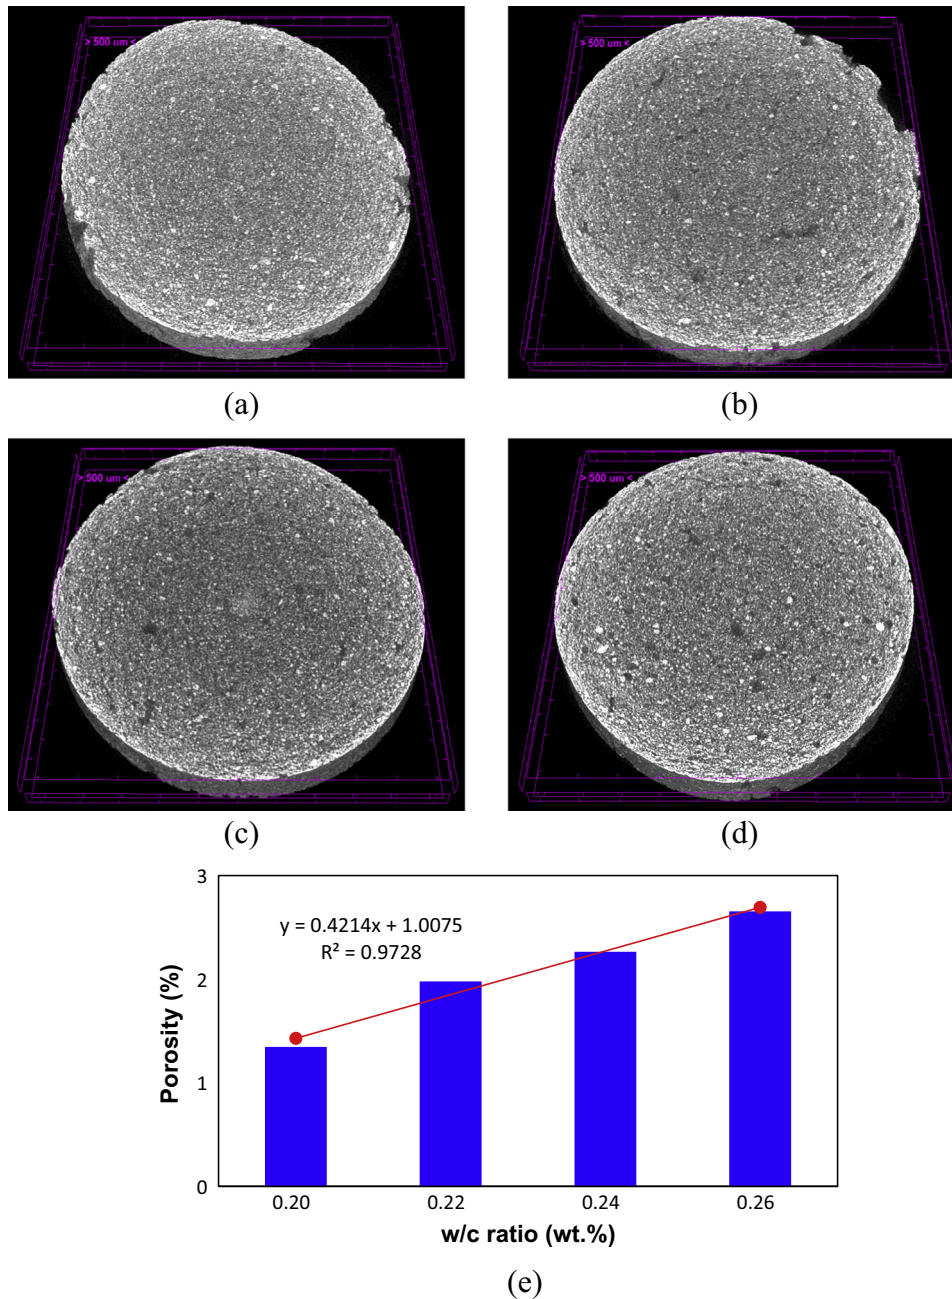 > 500 um <
> 500 um <
(a)
(b)
> 500 um <
> 500 um <
(c)
(d)
3
y = 0.4214x + 1.0075
R² = 0.9728
2
1
0
Porosity (%)
0.20 0.22 0.24 0.26
w/c ratio (wt.%)
(e)